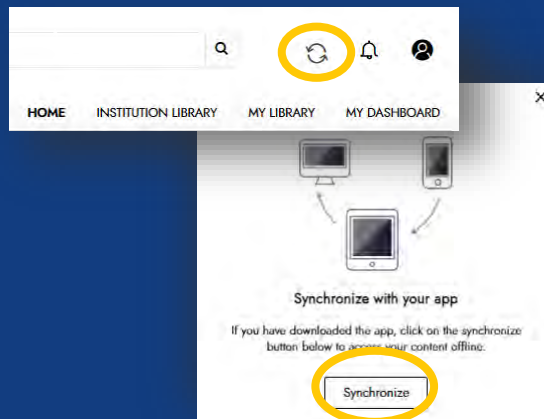 HOME INSTITUTION LIBRARY MY LIBRARY MY DASHBOARD
Synchronize with your app
If you have downloaded the app, click on the synchronize
button below to access your content offline.
Synchronize